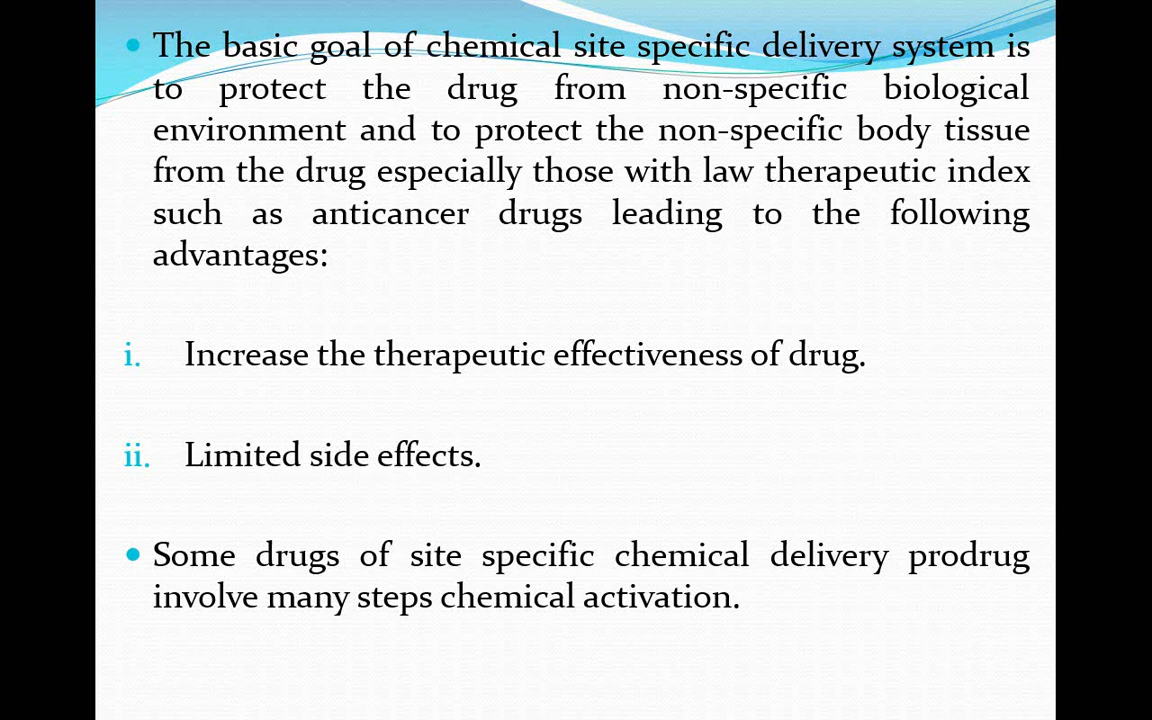 • The basic goal of chemical site specific delivery system is
to protect the drug from non-specific biological
environment and to protect the non-specific body tissue
from the drug especially those with law therapeutic index
such as anticancer drugs leading to the following
advantages:
i. Increase the therapeutic effectiveness of drug.
ii. Limited side effects.
• Some drugs of site specific chemical delivery prodrug
involve many steps chemical activation.